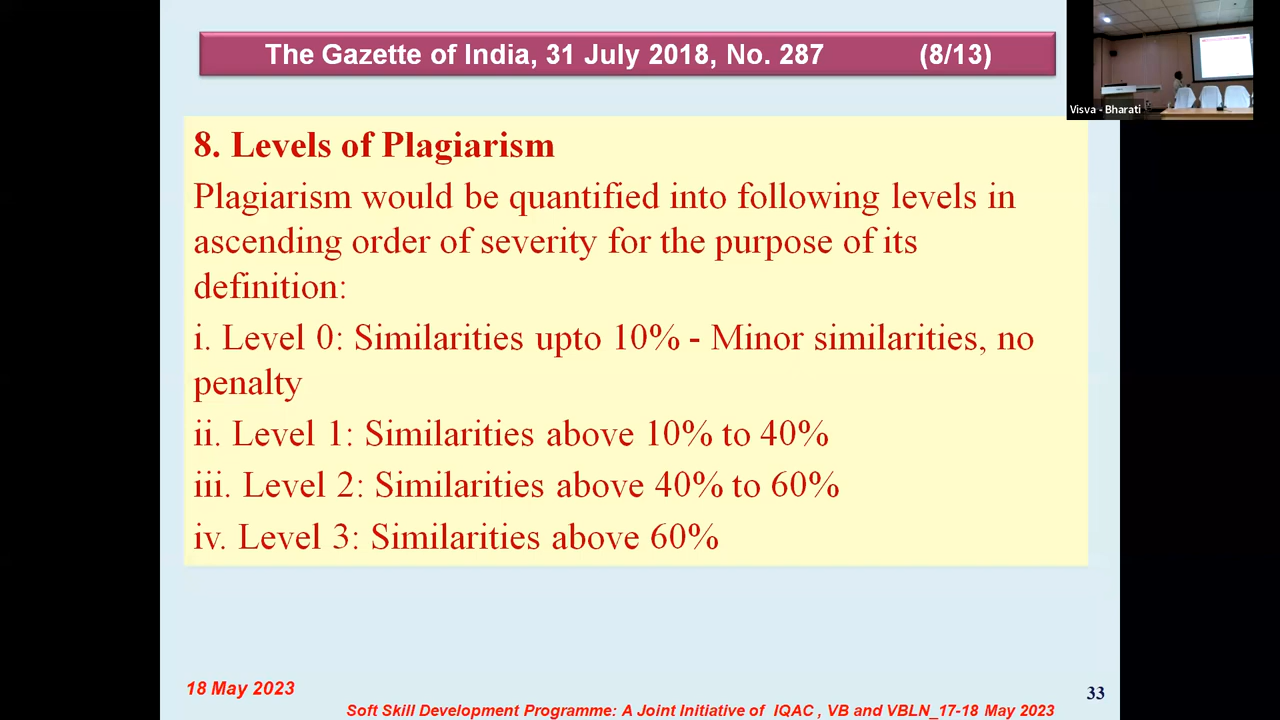 The Gazette of India, 31 July 2018, No. 287 (8/13)
Visva - Bharati
8. Levels of Plagiarism
Plagiarism would be quantified into following levels in
ascending order of severity for the purpose of its
definition:
i. Level 0: Similarities upto 10% - Minor similarities, no
penalty
ii. Level 1: Similarities above 10% to 40%
iii. Level 2: Similarities above 40% to 60%
iv. Level 3: Similarities above 60%
18 May 2023
33
Soft Skill Development Programme: A Joint Initiative of IQAC , VB and VBLN_17-18 May 2023